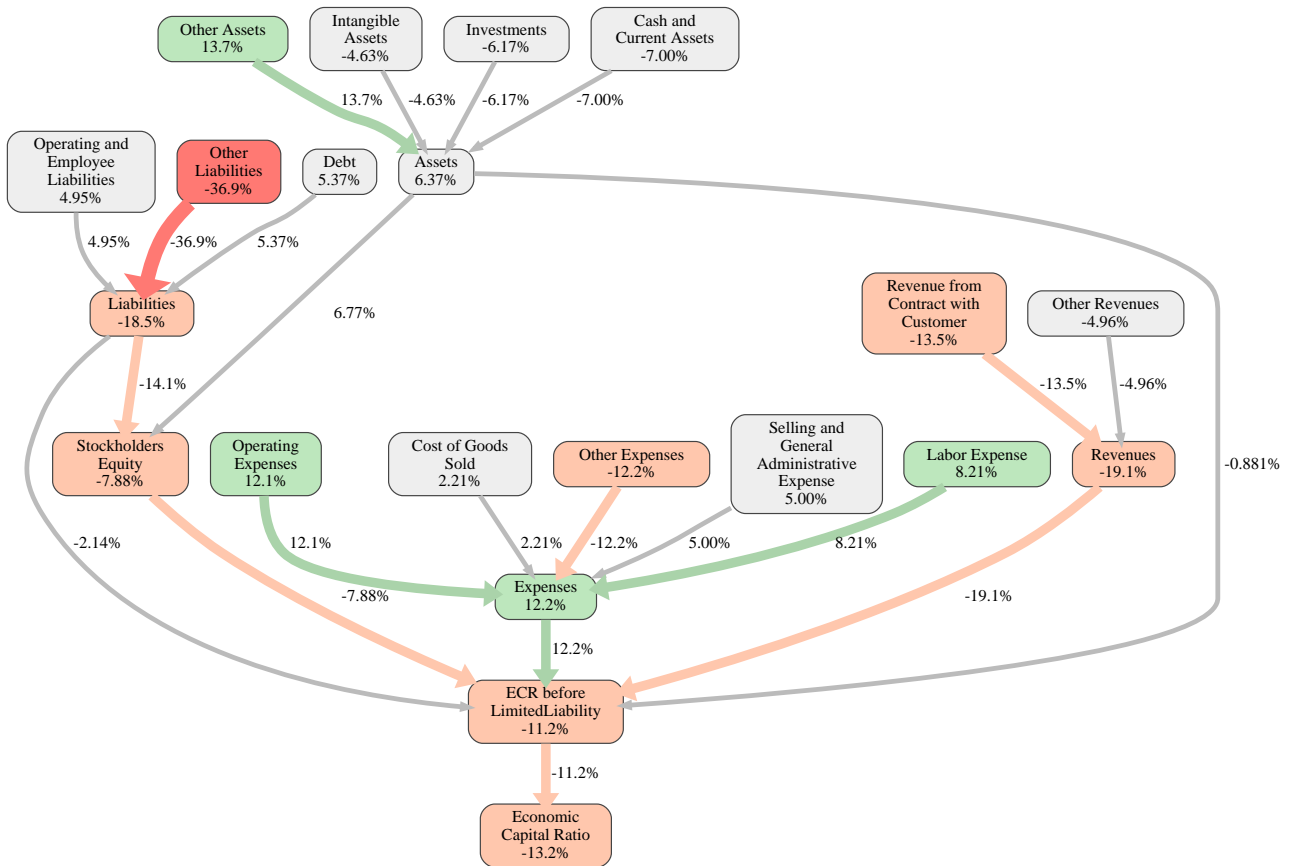 Other Assets
13.7%
Intangible
Assets
-4.63%
Investments
-6.17%
Cash and
Current Assets
-7.00%
13.7%
-4.63%
-6.17%
-7.00%
Operating and
Employee
Liabilities
4.95%
Other
Liabilities
-36.9%
Debt
5.37%
Assets
6.37%
4.95%
-36.9%
5.37%
Liabilities
-18.5%
6.77%
Revenue from
Contract with
Customer
-13.5%
Other Revenues
-4.96%
-14.1%
-13.5%
-4.96%
Stockholders
Equity
-7.88%
Operating
Expenses
12.1%
Cost of Goods
Sold
2.21%
Other Expenses
-12.2%
Selling and
General
Administrative
Expense
5.00%
Labor Expense
8.21%
Revenues
-19.1%
-0.881%
-2.14%
12.1%
2.21%
-12.2%
5.00%
8.21%
Expenses
12.2%
-7.88%
-19.1%
12.2%
ECR before
LimitedLiability
-11.2%
-11.2%
Economic
Capital Ratio
-13.2%